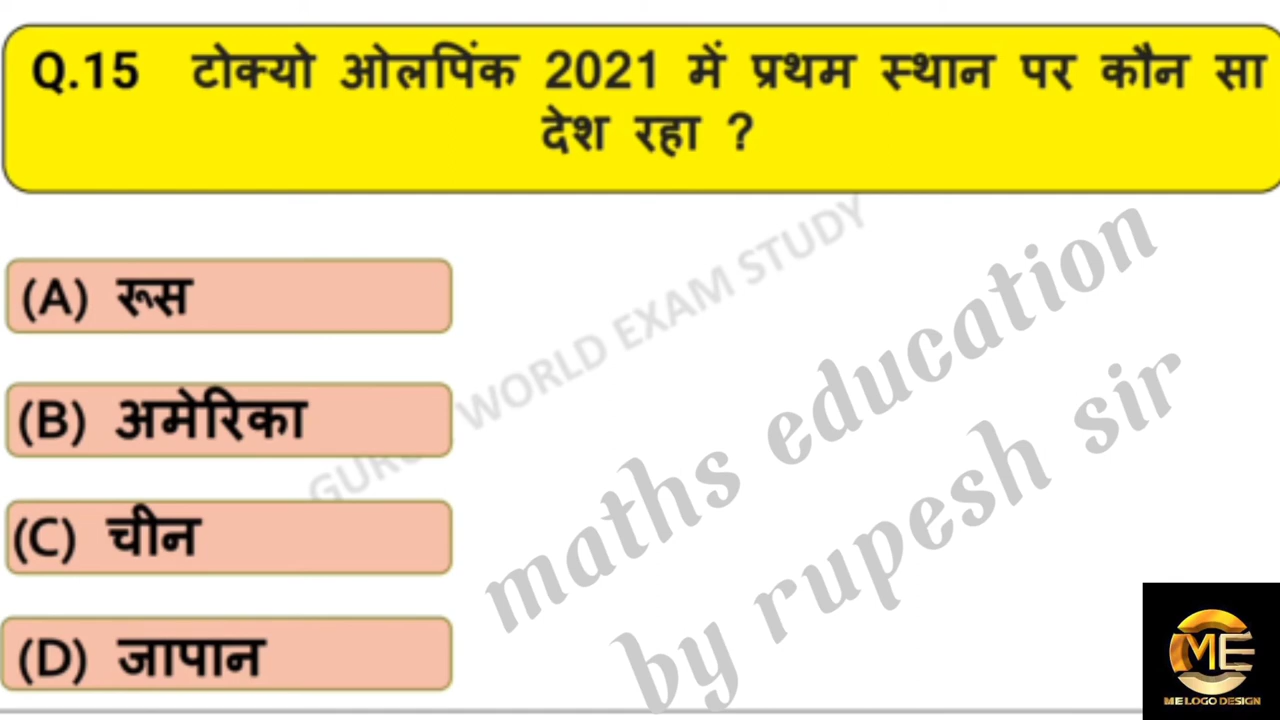 Q.15 टोक्यो ओलपिंक 2021 में प्रथम स्थान पर कौन सा
देश रहा ?
(A) रूस
(B) अमेरिका
(C) चीन
(D) जापान
WORLD EXAM STUDY
maths education
by rupesh sir
ME
ME LOGO DESIGN